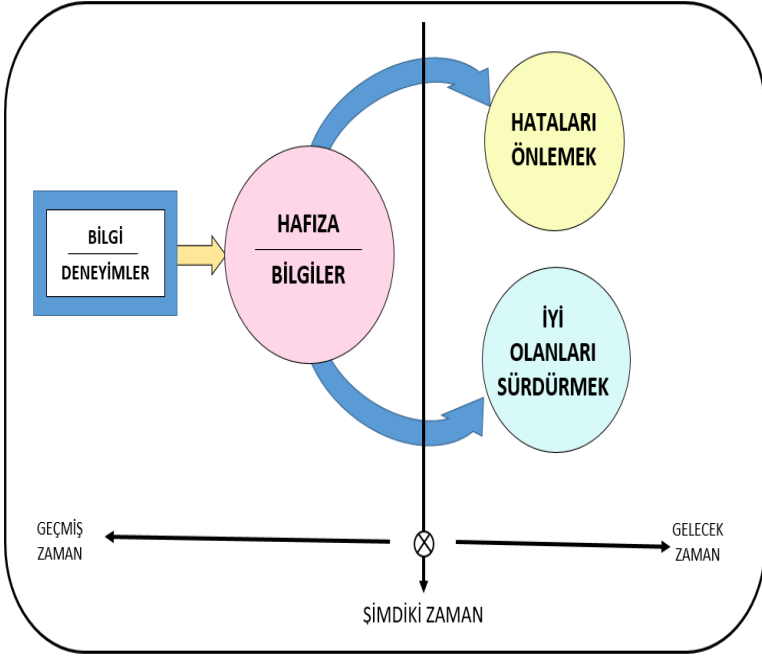 HATALARI
ÖNLEMEK
BİLGİ
DENEYİMLER
HAFIZA
BİLGİLER
İYİ
OLANLARI
SÜRDÜRMEK
GEÇMİŞ
ZAMAN
GELECEK
ZAMAN
ŞİMDİKİ ZAMAN